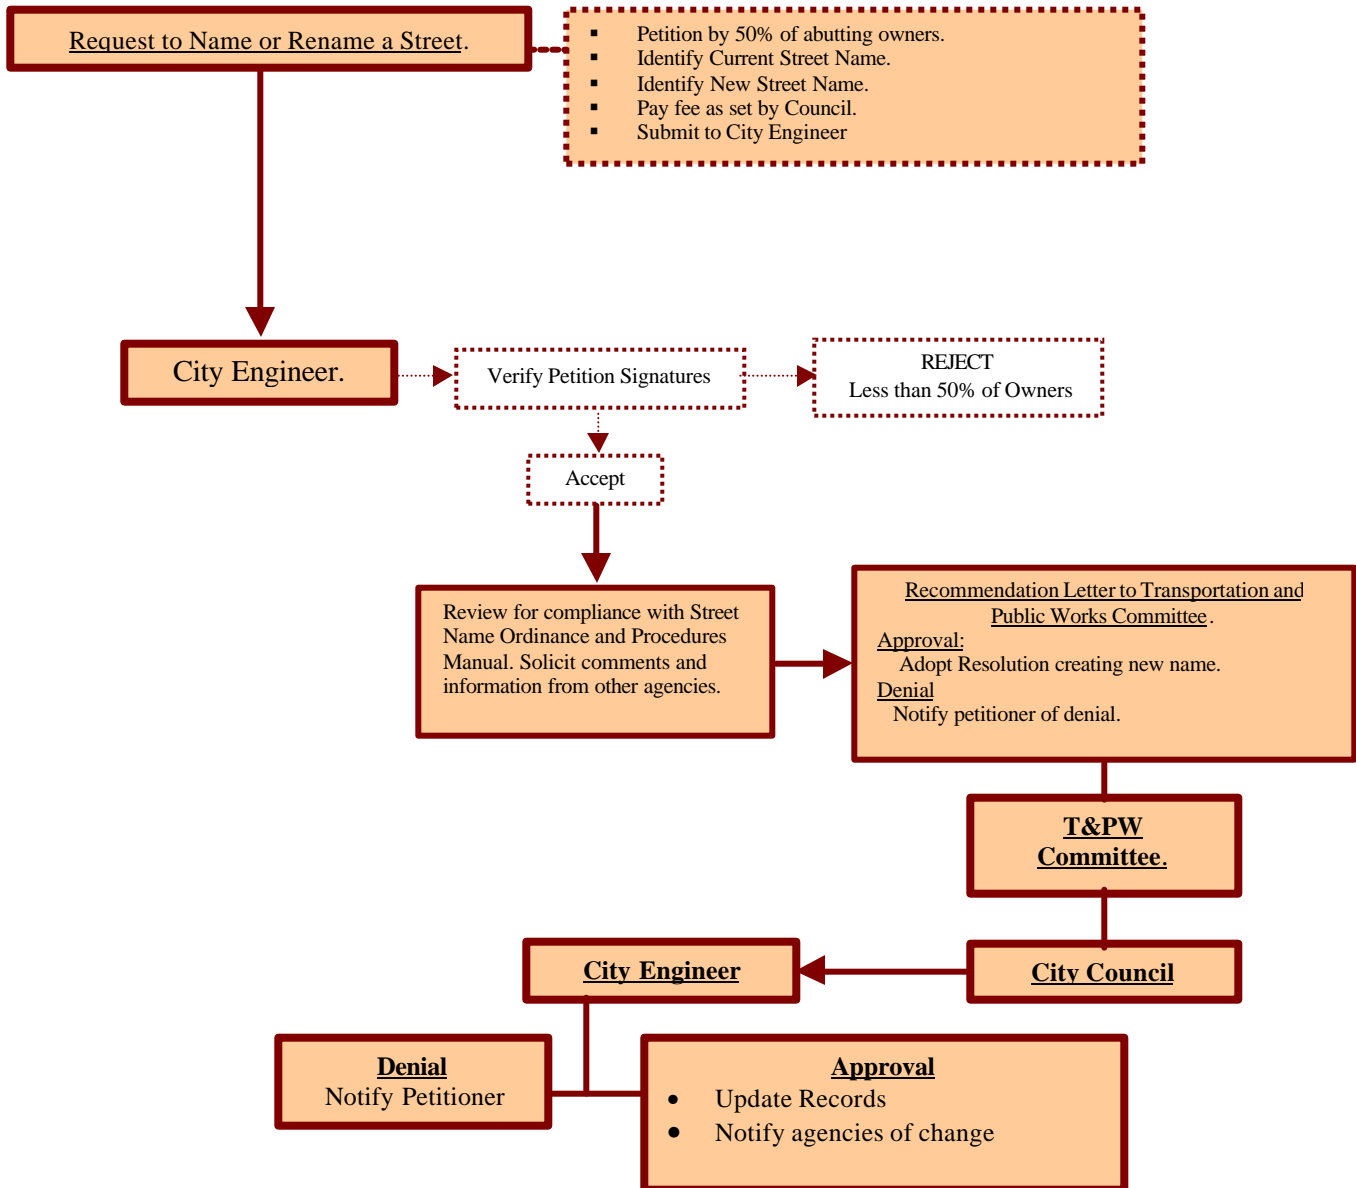 Request to Name or Rename a Street.
▪ Petition by 50% of abutting owners.
▪ Identify Current Street Name.
▪ Identify New Street Name.
▪ Pay fee as set by Council.
▪ Submit to City Engineer
City Engineer.
Verify Petition Signatures
REJECT
Less than 50% of Owners
Accept
Review for compliance with Street
Name Ordinance and Procedures
Manual. Solicit comments and
information from other agencies.
Recommendation Letter to Transportation and
Public Works Committee.
Approval:
Adopt Resolution creating new name.
Denial
Notify petitioner of denial.
T&PW
Committee.
City Council
City Engineer
Denial
Notify Petitioner
Approval
• Update Records
• Notify agencies of change